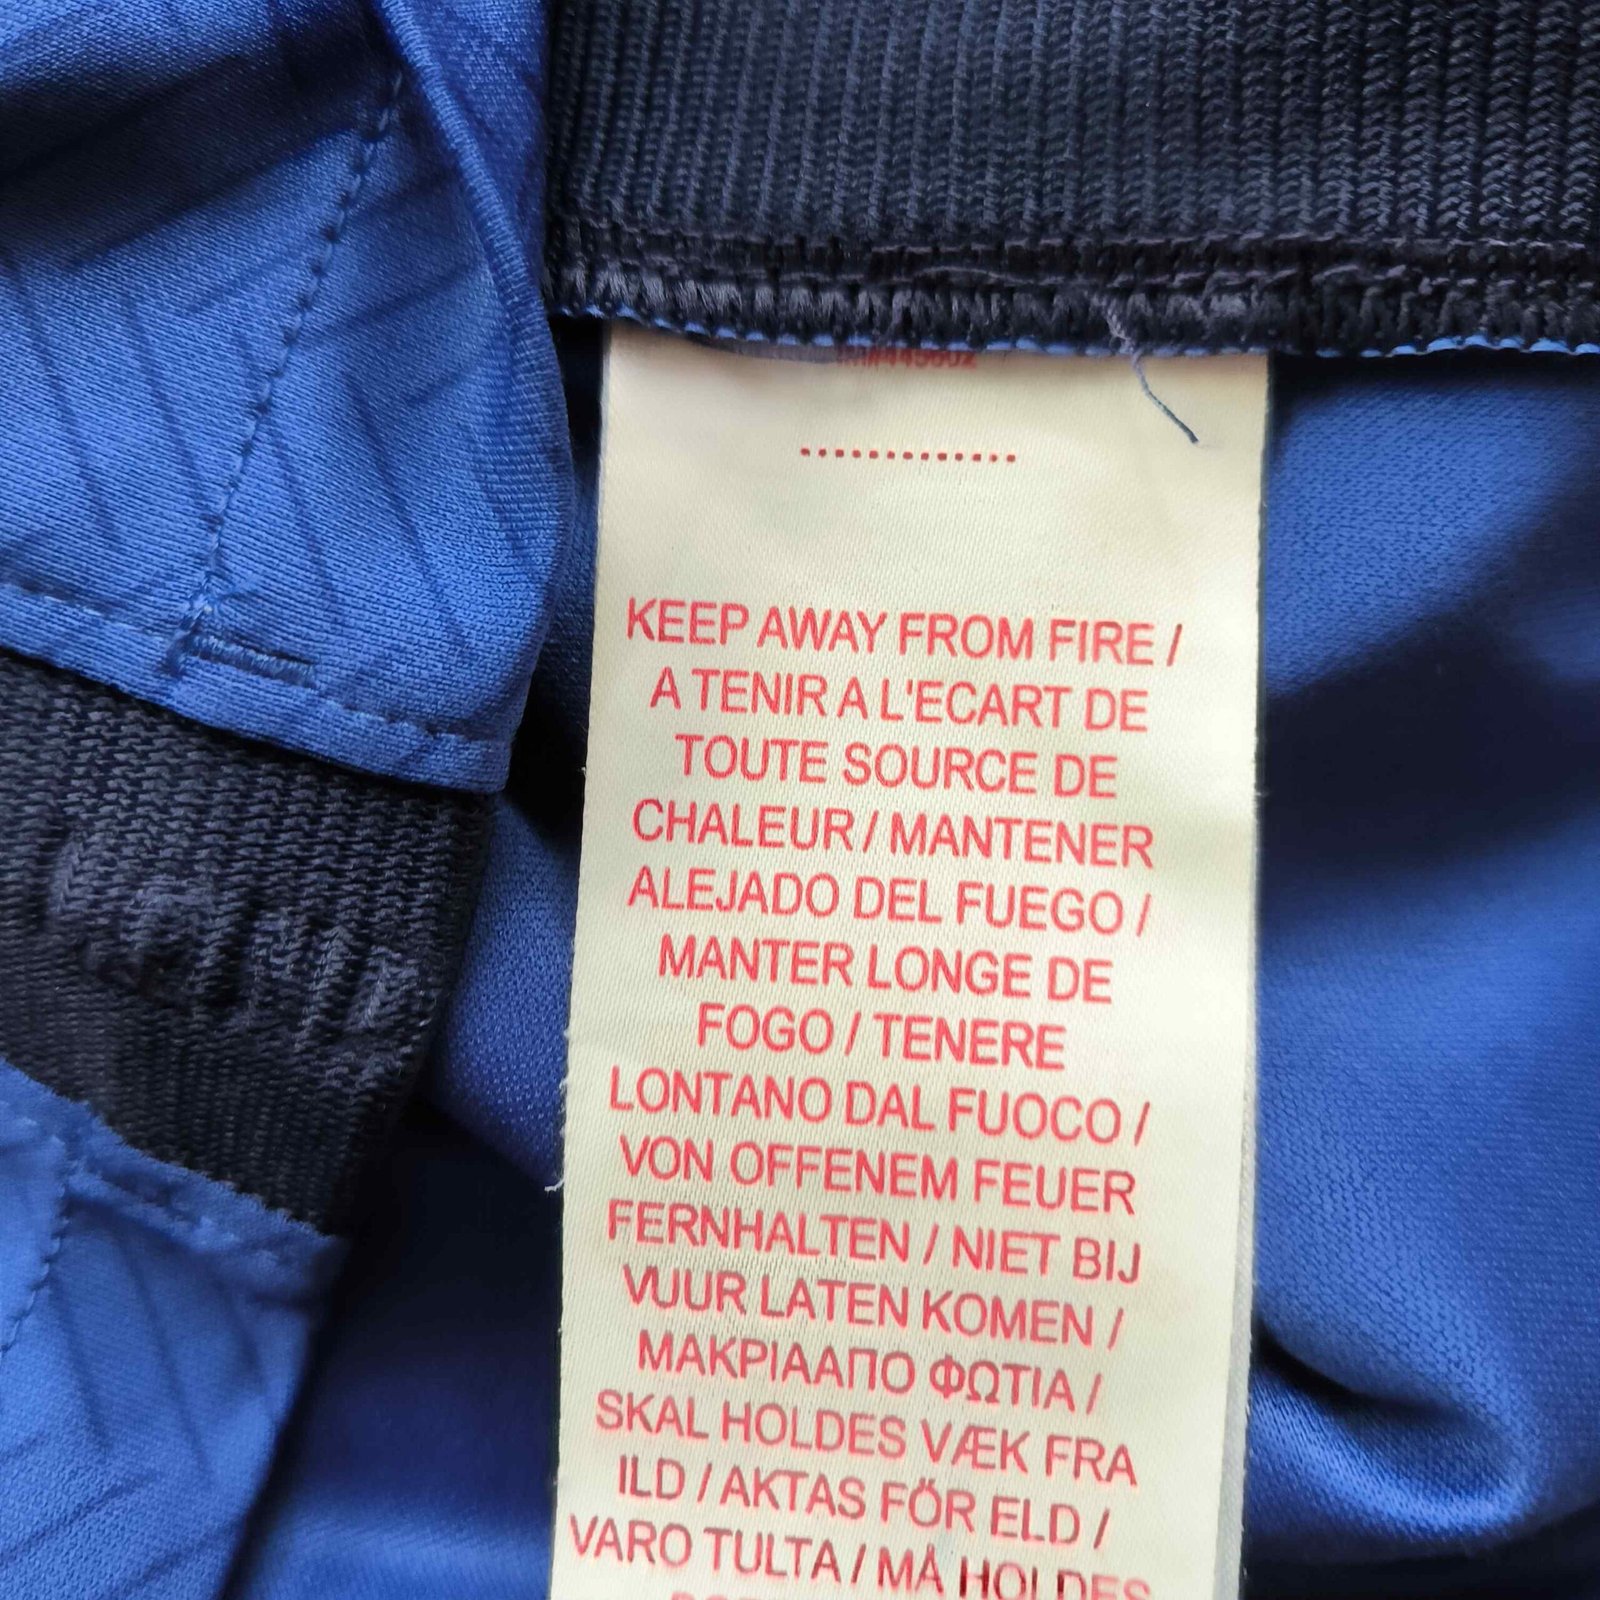 .............
KEEP AWAY FROM FIRE /
A TENIR A L'ECART DE
TOUTE SOURCE DE
CHALEUR / MANTENER
ALEJADO DEL FUEGO /
MANTER LONGE DE
FOGO / TENERE
LONTANO DAL FUOCO /
VON OFFENEM FEUER
FERNHALTEN / NIET BIJ
VUUR LATEN KOMEN /
ΜΑΚΡΙΑΑΠΟ ΦΩΤΙΑ /
SKAL HOLDES VÆK FRA
ILD / AKTAS FÖR ELD /
VARO TULTA / MÅ HOLDES